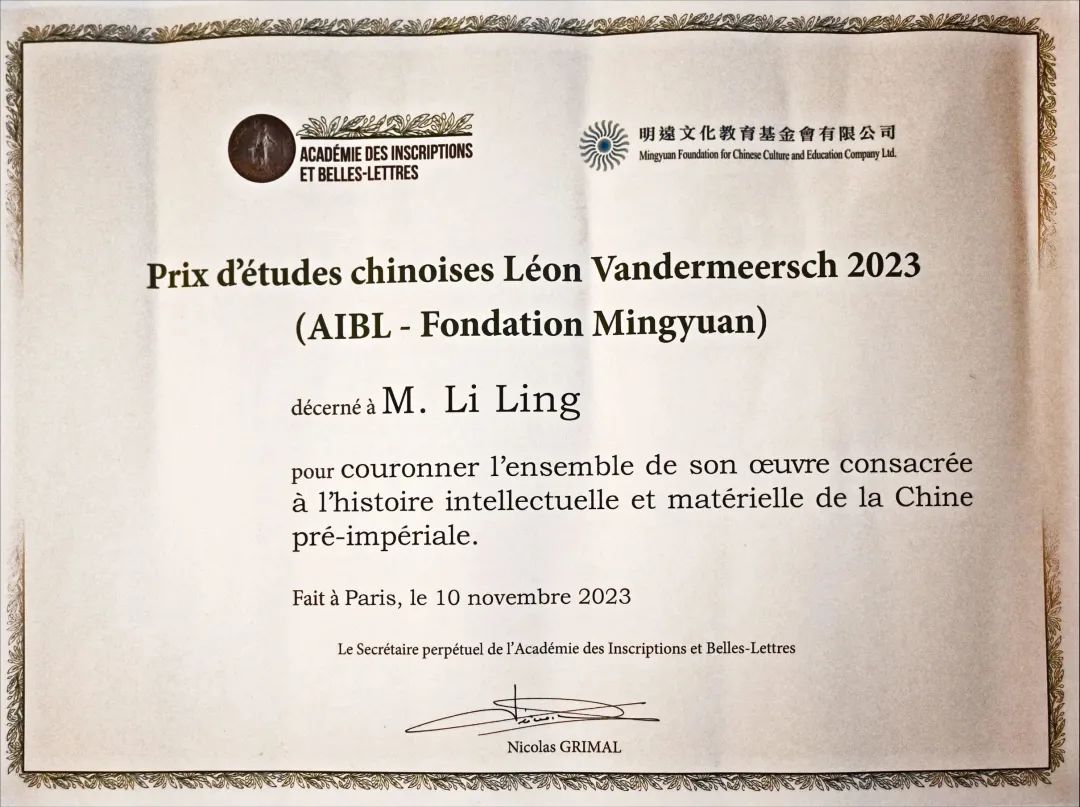 ACADÉMIE DES INSCRIPTIONS
ET BELLES-LETTRES
明遠文化教育基金會有限公司
Mingyuan Foundation for Chinese Culture and Education Company Ltd.
Prix d'études chinoises Léon Vandermeersch 2023
(AIBL - Fondation Mingyuan)
décerné à M. Li Ling
pour couronner l'ensemble de son œuvre consacrée
à l'histoire intellectuelle et matérielle de la Chine
pré-impériale.
Fait à Paris, le 10 novembre 2023
Le Secrétaire perpétuel de l'Académie des Inscriptions et Belles-Lettres
Nicolas GRIMAL